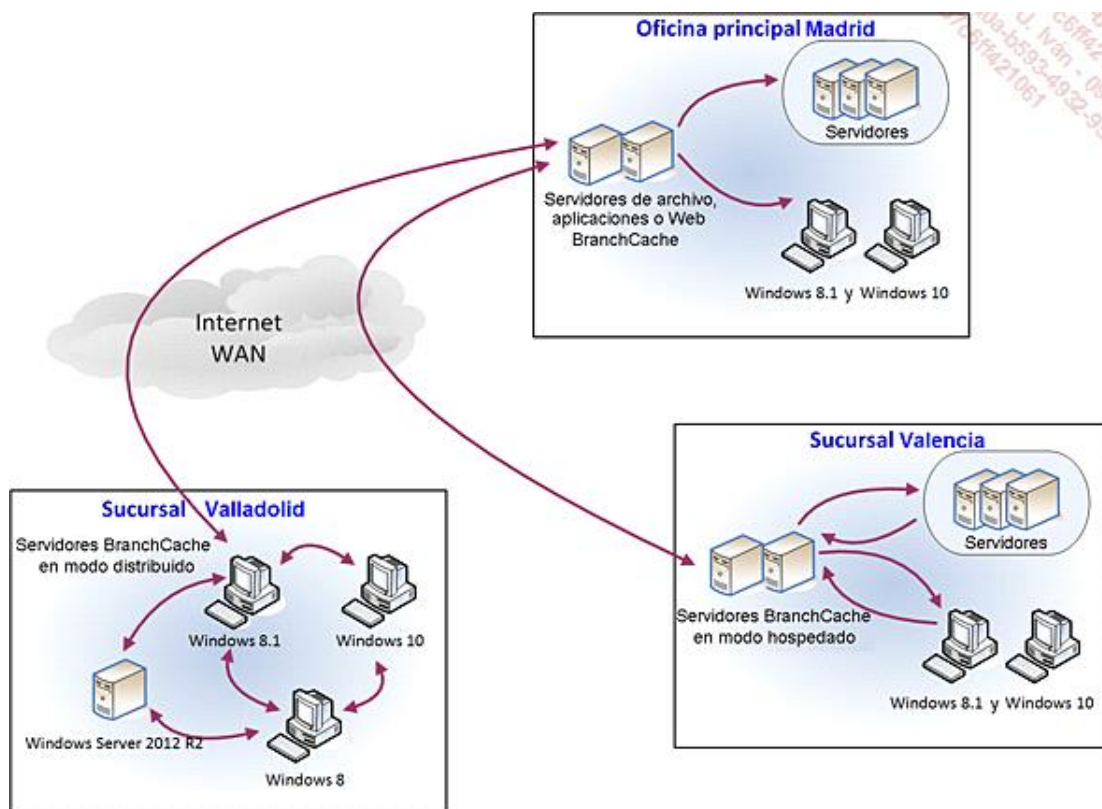 Oficina principal Madrid
Servidores
Servidores de archivo,
aplicaciones o Web
BranchCache
Windows 8.1 y Windows 10
Internet
WAN
Sucursal Valencia
Servidores
Servidores BranchCache
en modo hospedado
Windows 8.1 y Windows 10
Sucursal Valladolid
Servidores BranchCache
en modo distribuido
Windows 8.1
Windows 10
Windows Server 2012 R2
Windows 8